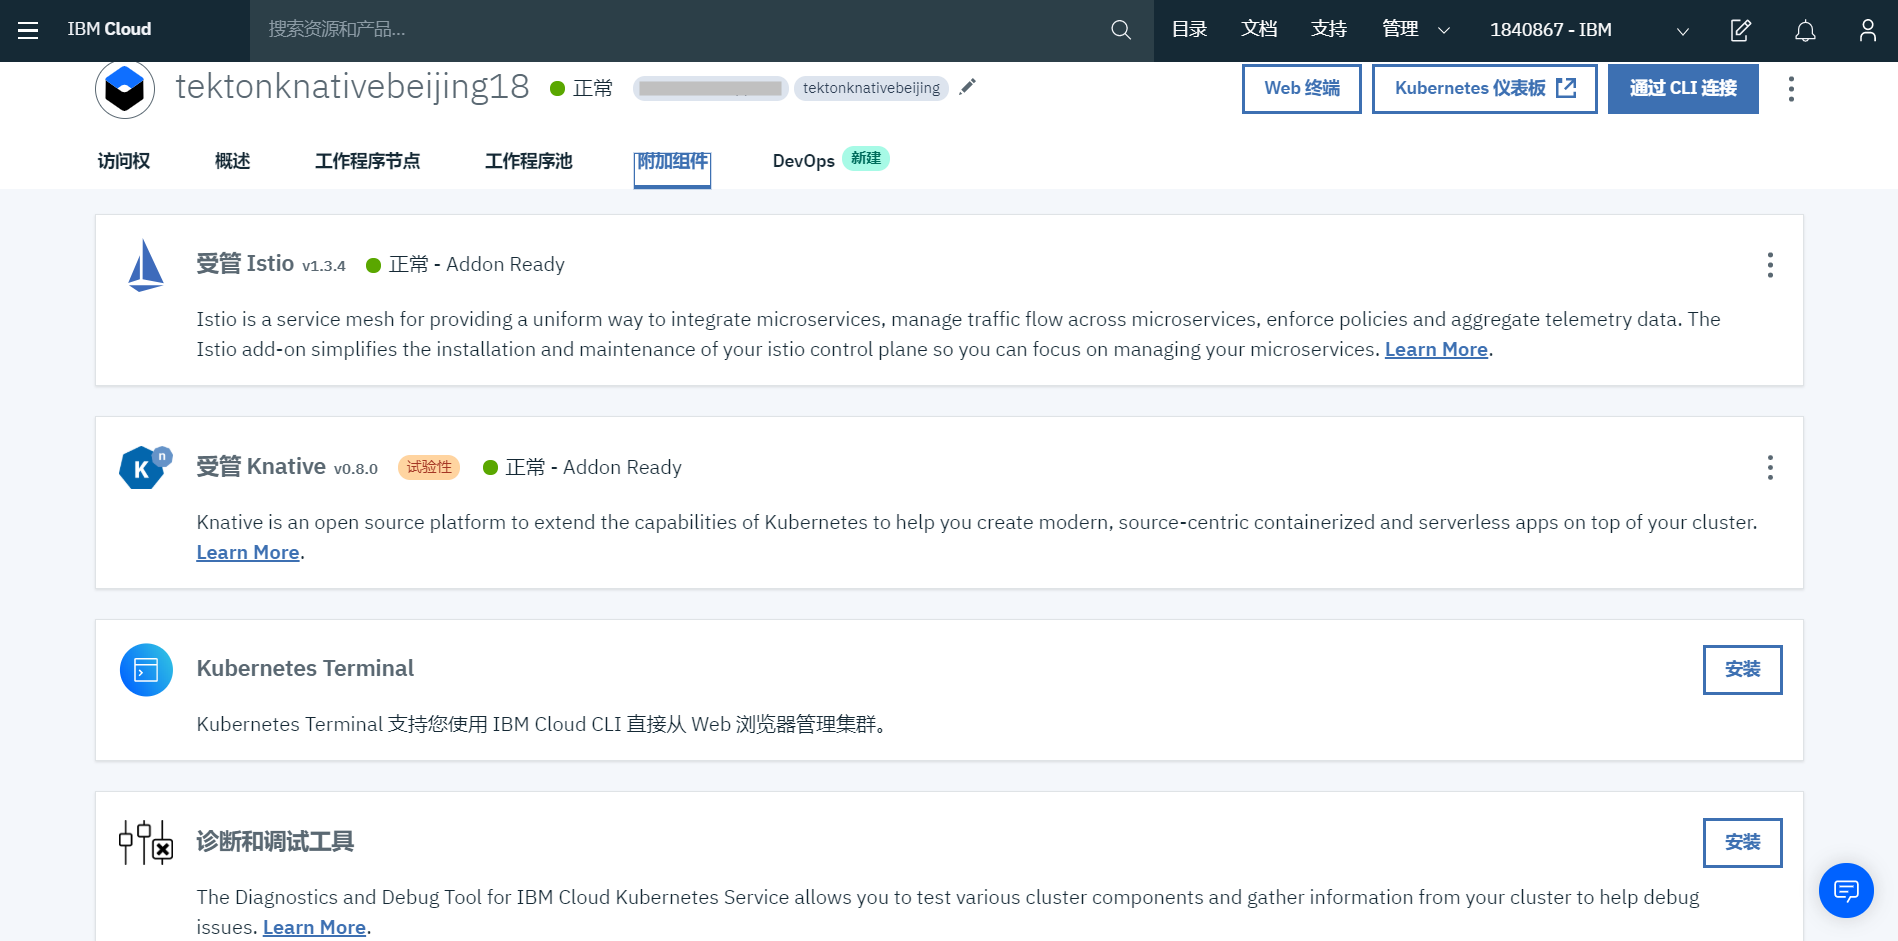 IBM Cloud
搜索资源和产品...
目录
文档
支持
管理
1840867 - IBM
tektonknativebeijing18
正常
tektonknativebeijing
Web 终端
Kubernetes 仪表板
通过 CLI 连接
访问权
概述
工作程序节点
工作程序池
附加组件
DevOps
新建
受管 Istio v1.3.4
正常 - Addon Ready
Istio is a service mesh for providing a uniform way to integrate microservices, manage traffic flow across microservices, enforce policies and aggregate telemetry data. The
Istio add-on simplifies the installation and maintenance of your istio control plane so you can focus on managing your microservices. Learn More.
K n
受管 Knative v0.8.0
试验性
正常 - Addon Ready
Knative is an open source platform to extend the capabilities of Kubernetes to help you create modern, source-centric containerized and serverless apps on top of your cluster.
Learn More.
Kubernetes Terminal
安装
Kubernetes Terminal 支持您使用 IBM Cloud CLI 直接从 Web 浏览器管理集群。
诊断和调试工具
安装
The Diagnostics and Debug Tool for IBM Cloud Kubernetes Service allows you to test various cluster components and gather information from your cluster to help debug
issues. Learn More.